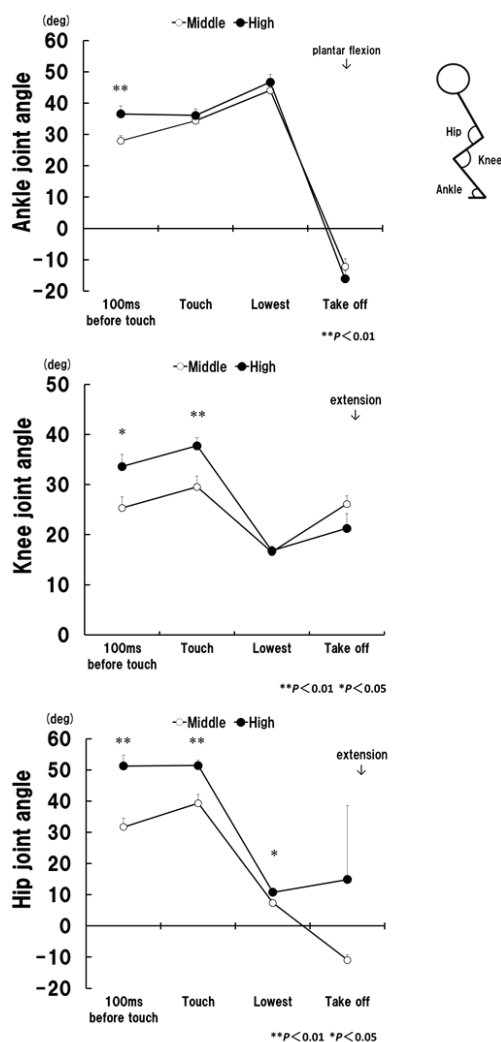 (deg) Middle High
plantar flexion
↓
**
Ankle joint angle
50
40
30
20
10
0
-10
-20
100ms before touch
Touch
Lowest
Take off
**P<0.01
Hip
Knee
Ankle
(deg) Middle High
extension
↓
*
**
Knee joint angle
50
40
30
20
10
0
100ms before touch
Touch
Lowest
Take off
**P<0.01 *P<0.05
(deg) Middle High
extension
↓
**
**
*
Hip joint angle
60
50
40
30
20
10
0
-10
-20
100ms before touch
Touch
Lowest
Take off
**P<0.01 *P<0.05